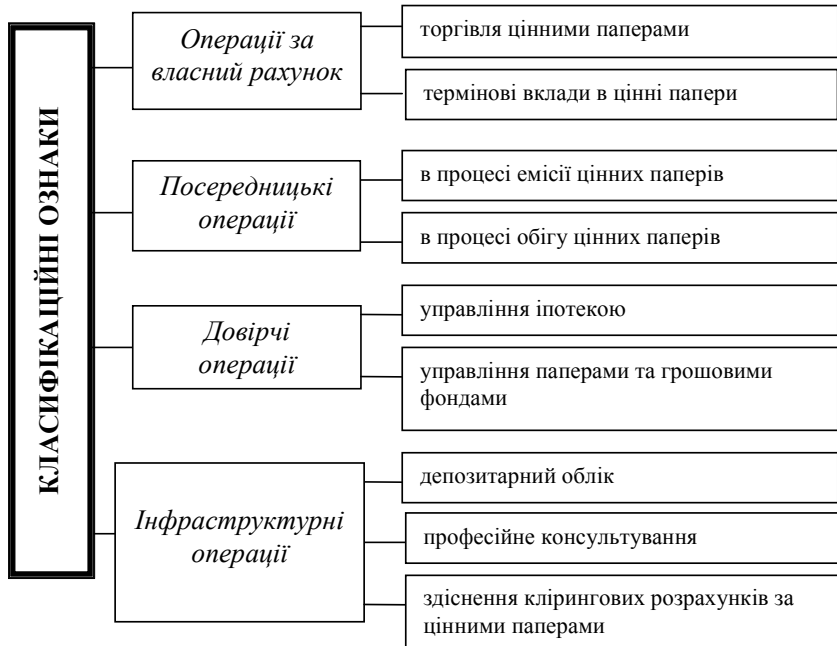 КЛАСИФІКАЦІЙНІ ОЗНАКИ
Операції за
власний рахунок
торгівля цінними паперами
термінові вклади в цінні папери
Посередницькі
операції
в процесі емісії цінних паперів
в процесі обігу цінних паперів
Довірчі
операції
управління іпотекою
управління паперами та грошовими
фондами
Інфраструктурні
операції
депозитарний облік
професійне консультування
здіснення клірингових розрахунків за
цінними паперами